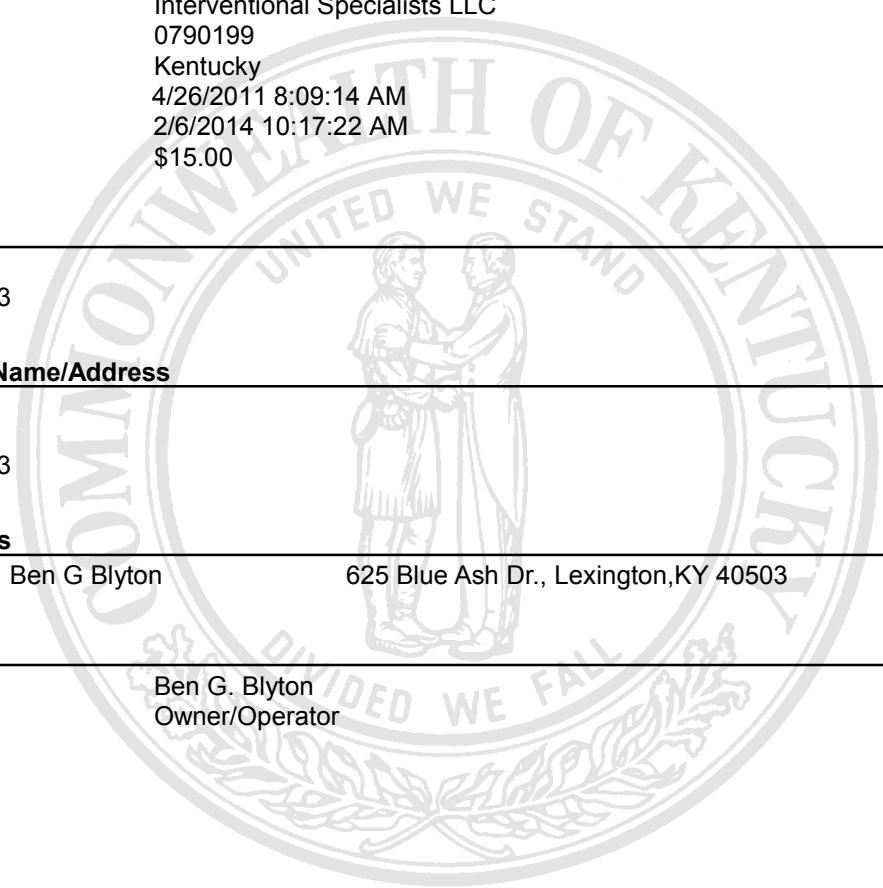 Interventional Specialists LLC
0790199
Kentucky
4/26/2011 8:09:14 AM
2/6/2014 10:17:22 AM
$15.00
3
Name/Address
3
s
Ben G Blyton 625 Blue Ash Dr., Lexington,KY 40503
Ben G. Blyton
Owner/Operator
COMMONWEALTH OF KENTUCKY
UNITED WE STAND
DIVIDED WE FALL